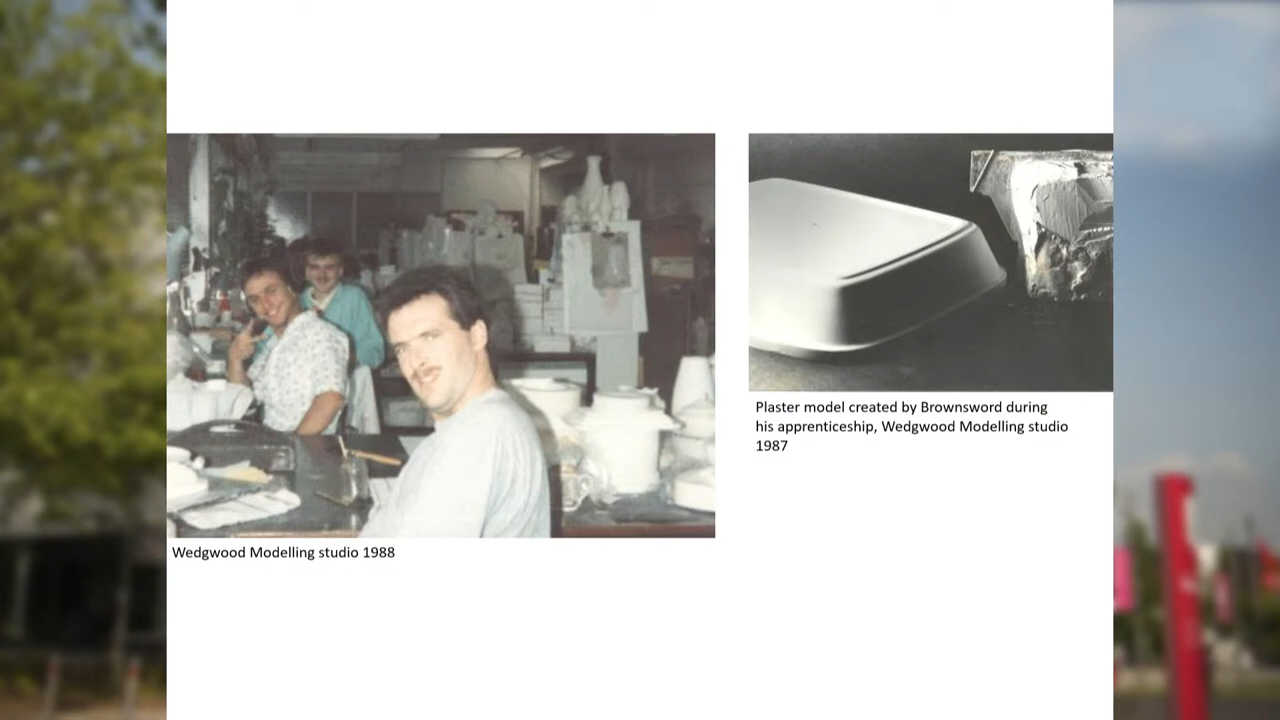 Plaster model created by Brownsword during
his apprenticeship, Wedgwood Modelling studio
1987
Wedgwood Modelling studio 1988